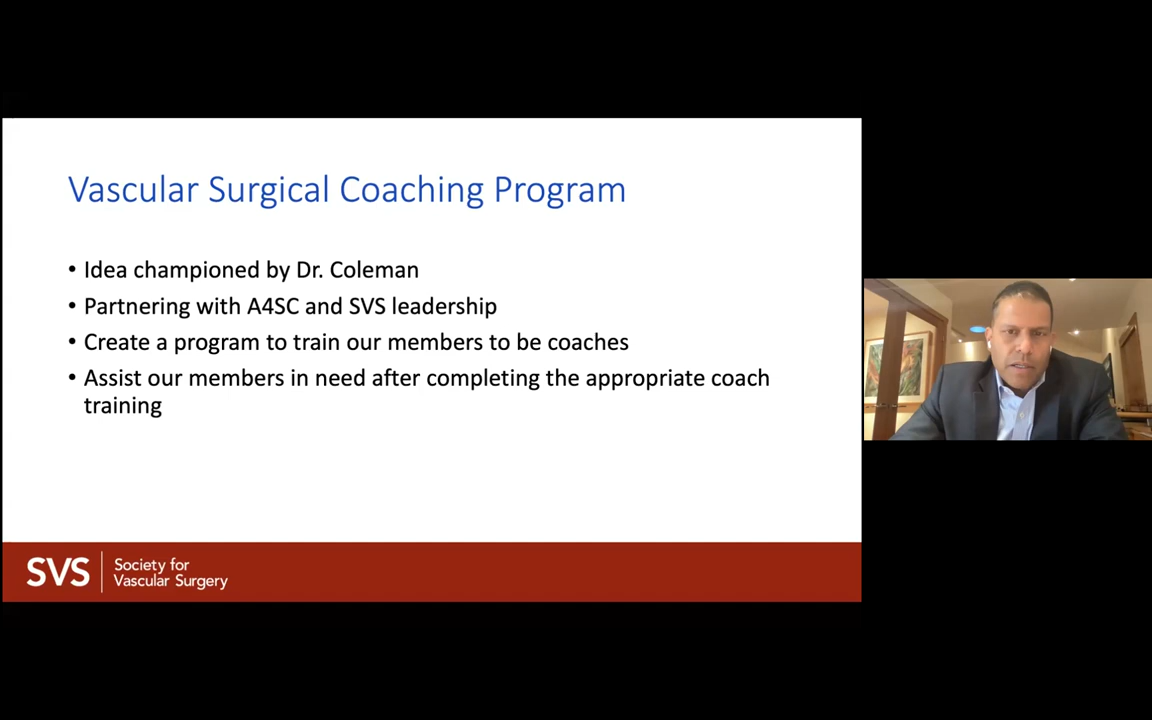 Vascular Surgical Coaching Program
• Idea championed by Dr. Coleman
• Partnering with A4SC and SVS leadership
• Create a program to train our members to be coaches
• Assist our members in need after completing the appropriate coach
training
SVS
Society for
Vascular Surgery